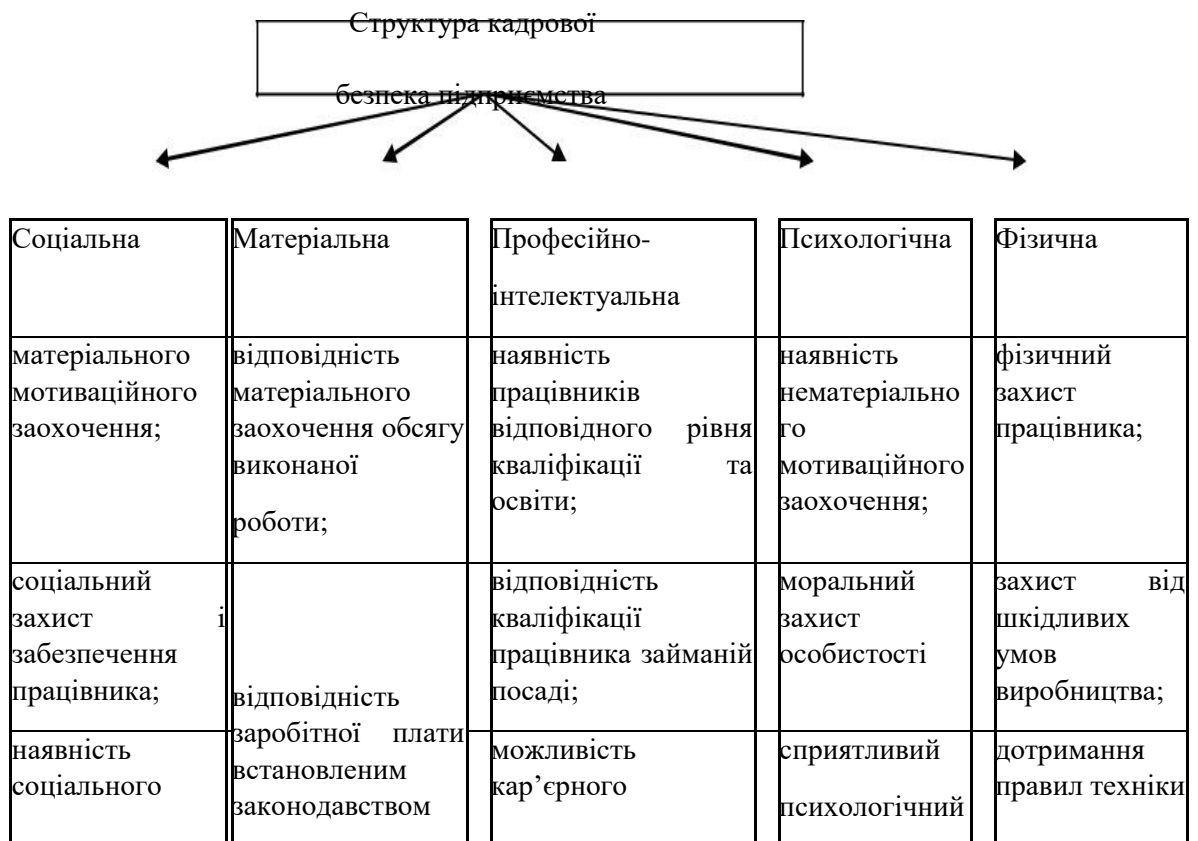 Структура кадрової
безпека підприємства
Соціальна
Матеріальна
Професійно-
інтелектуальна
Психологічна
Фізична
матеріального
мотиваційного
заохочення;
відповідність
матеріального
заохочення обсягу
виконаної
роботи;
наявність
працівників
відповідного рівня
кваліфікації та
освіти;
наявність
нематеріально
го
мотиваційного
заохочення;
фізичний
захист
працівника;
соціальний
захист і
забезпечення
працівника;
відповідність
заробітної плати
встановленим
законодавством
відповідність
кваліфікації
працівника займаній
посаді;
моральний
захист
особистості
захист від
шкідливих
умов
виробництва;
наявність
соціального
можливість
кар’єрного
сприятливий
психологічний
дотримання
правил техніки